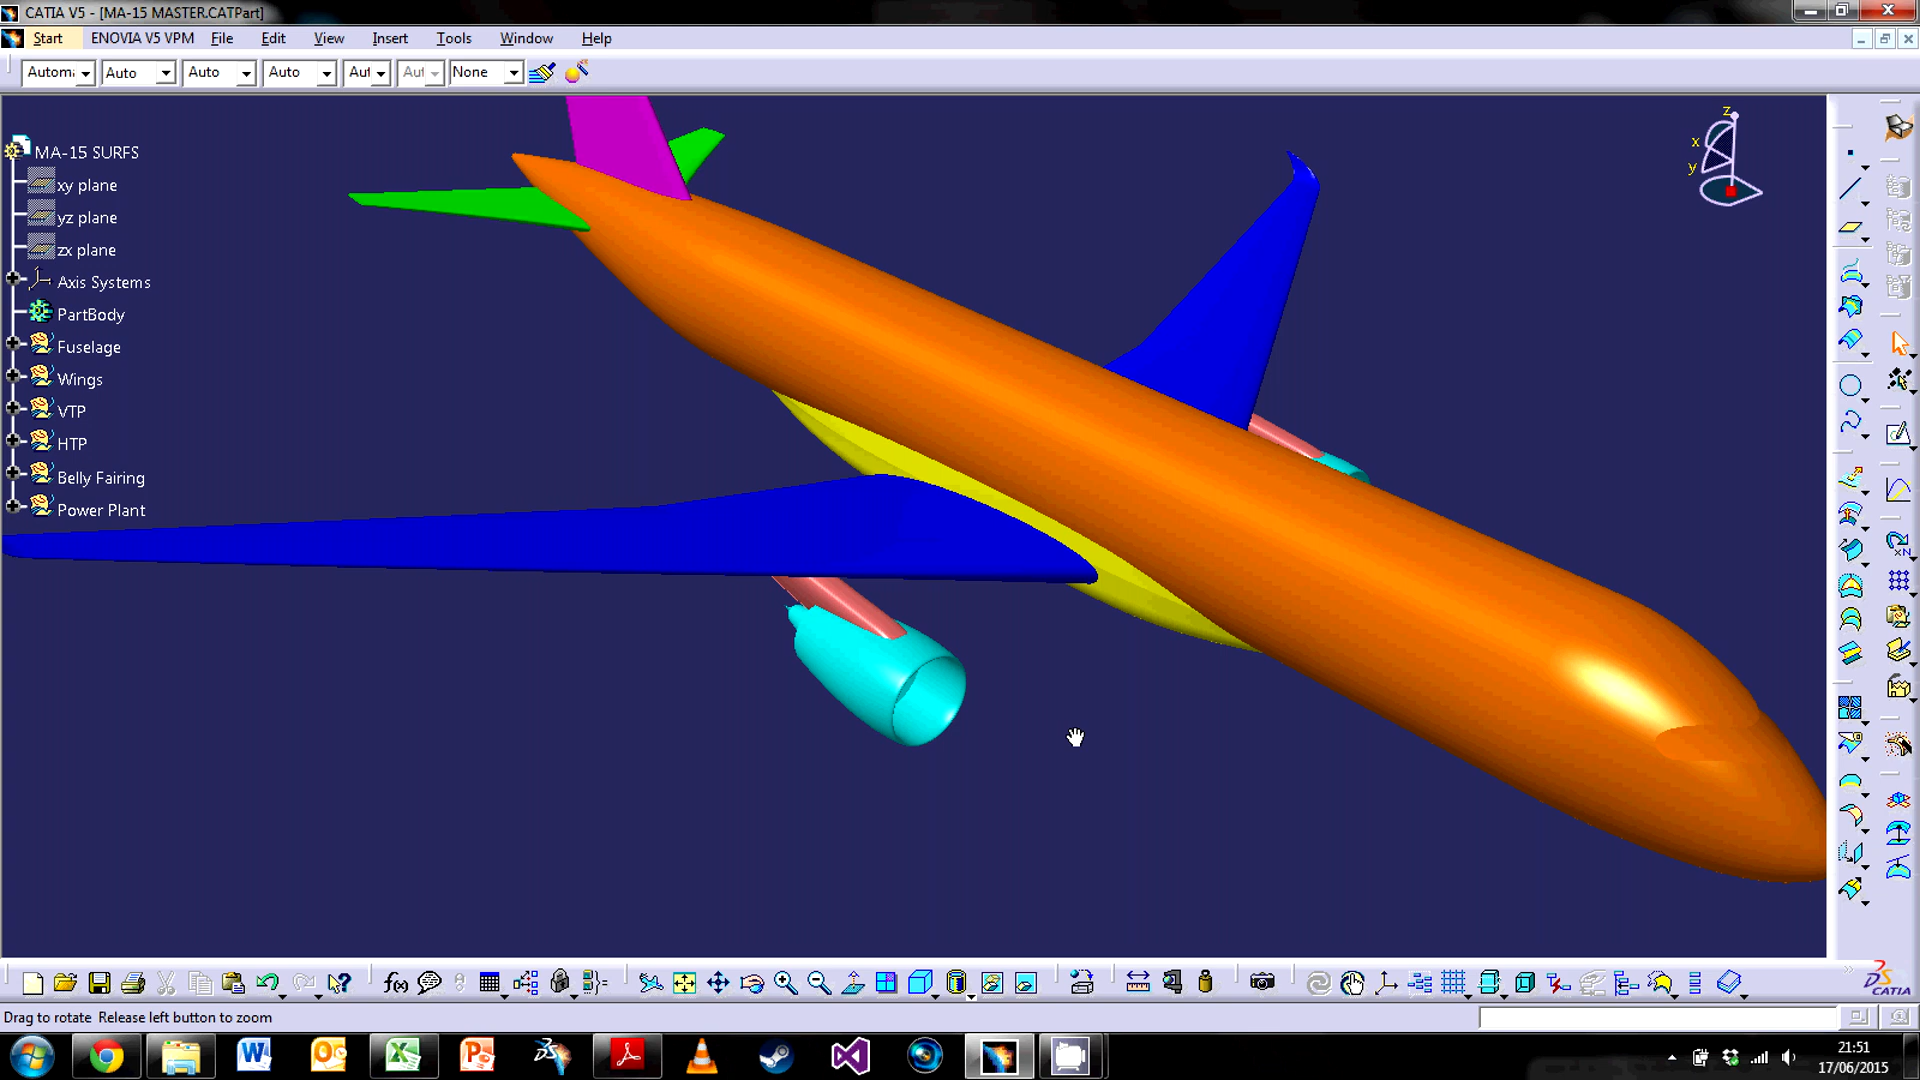 CATIA V5 - [MA-15 MASTER.CATPart]
Start ENOVIA V5 VPM File Edit View Insert Tools Window Help
Auto Auto Auto Aut Aut None
MA-15 SURFS
xy plane
yz plane
zx plane
Axis Systems
PartBody
Fuselage
Wings
VTP
HTP
Belly Fairing
Power Plant
z
x
y
xN
f(x)
CATIA
Drag to rotate Release left button to zoom
21:51
17/06/2015